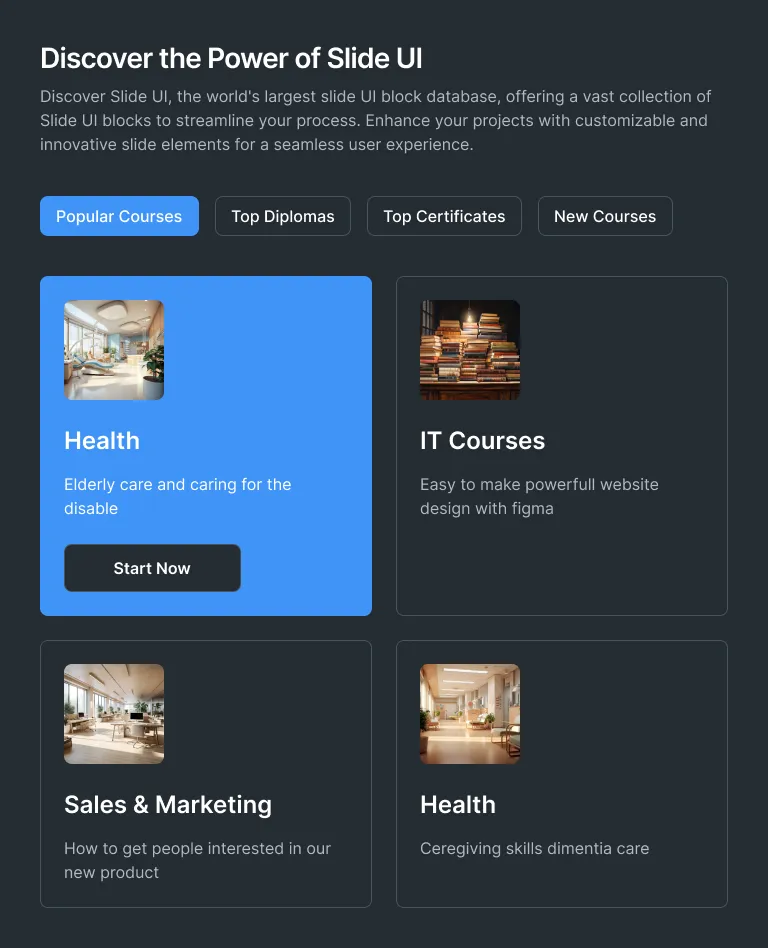 Discover the Power of Slide UI
Discover Slide UI, the world's largest slide UI block database, offering a vast collection of
Slide UI blocks to streamline your process. Enhance your projects with customizable and
innovative slide elements for a seamless user experience.
Popular Courses
Top Diplomas
Top Certificates
New Courses
Health
Elderly care and caring for the
disable
Start Now
IT Courses
Easy to make powerfull website
design with figma
Sales & Marketing
How to get people interested in our
new product
Health
Ceregiving skills dimentia care